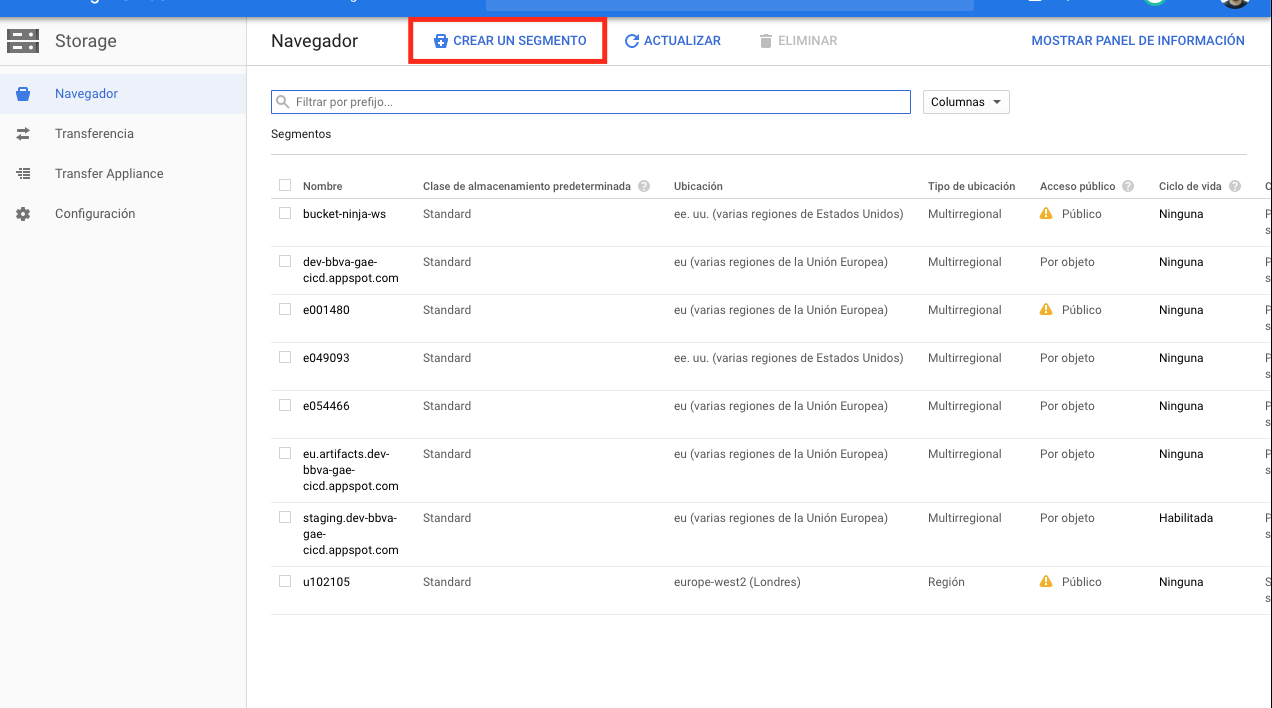 Storage
Navegador
CREAR UN SEGMENTO
ACTUALIZAR
ELIMINAR
MOSTRAR PANEL DE INFORMACIÓN
Navegador
Transferencia
Transfer Appliance
Configuración
Filtrar por prefijo...
Columnas
Segmentos
Nombre Clase de almacenamiento predeterminada Ubicación Tipo de ubicación Acceso público Ciclo de vida
bucket-ninja-ws Standard ee. uu. (varias regiones de Estados Unidos) Multirregional Público Ninguna
dev-bbva-gae- Standard eu (varias regiones de la Unión Europea) Multirregional Por objeto Ninguna
cicd.appspot.com
e001480 Standard eu (varias regiones de la Unión Europea) Multirregional Público Ninguna
e049093 Standard ee. uu. (varias regiones de Estados Unidos) Multirregional Por objeto Ninguna
e054466 Standard eu (varias regiones de la Unión Europea) Multirregional Por objeto Ninguna
eu.artifacts.dev- Standard eu (varias regiones de la Unión Europea) Multirregional Por objeto Ninguna
bbva-gae-
cicd.appspot.com
staging.dev-bbva- Standard eu (varias regiones de la Unión Europea) Multirregional Por objeto Habilitada
gae-
cicd.appspot.com
u102105 Standard europe-west2 (Londres) Región Público Ninguna